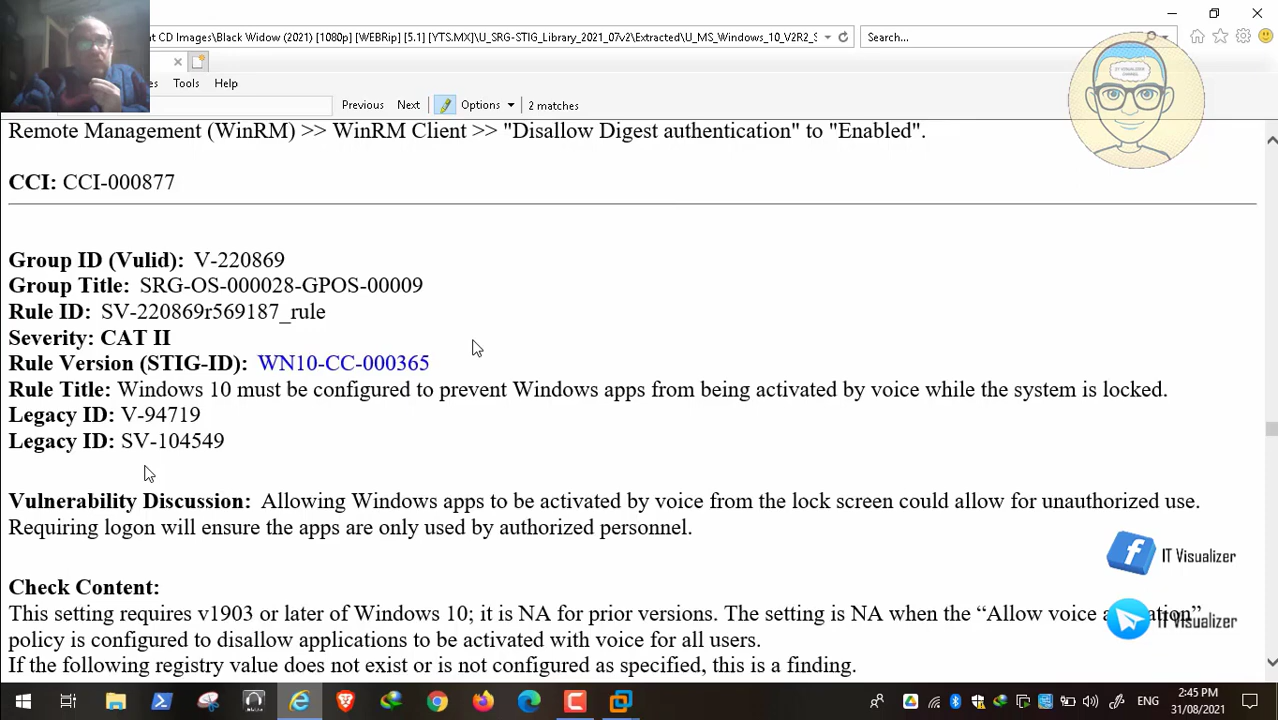 nt CD Images\Black Widow (2021) [1080p] [WEBRip] [5.1] [YTS.MX]\U_SRG-STIG_Library_2021_07v2\Extracted\U_MS_Windows_10_V2R2_S
Search...
Tools Help
Previous Next Options 2 matches
IT VISUALIZER
CHANNEL
Remote Management (WinRM) >> WinRM Client >> "Disallow Digest authentication" to "Enabled".
CCI: CCI-000877
Group ID (Vulid): V-220869
Group Title: SRG-OS-000028-GPOS-00009
Rule ID: SV-220869r569187_rule
Severity: CAT II
Rule Version (STIG-ID): WN10-CC-000365
Rule Title: Windows 10 must be configured to prevent Windows apps from being activated by voice while the system is locked.
Legacy ID: V-94719
Legacy ID: SV-104549
Vulnerability Discussion: Allowing Windows apps to be activated by voice from the lock screen could allow for unauthorized use.
Requiring logon will ensure the apps are only used by authorized personnel.
IT Visualizer
Check Content:
This setting requires v1903 or later of Windows 10; it is NA for prior versions. The setting is NA when the “Allow voice
IT Visualizer
policy is configured to disallow applications to be activated with voice for all users.
If the following registry value does not exist or is not configured as specified, this is a finding.
ENG
2:45 PM
31/08/2021